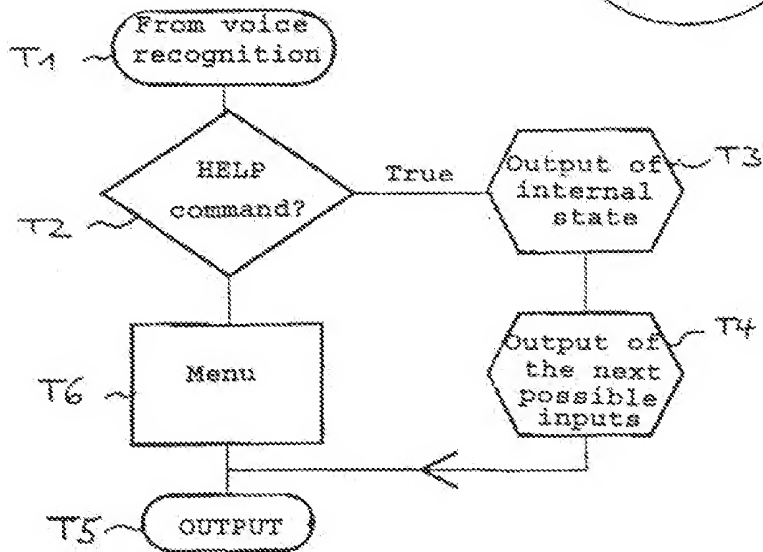 From voice
recognition
T1
HELP
command?
T2
True
Output of
internal
state
T3
Output of
the next
possible
inputs
T4
Menu
T6
OUTPUT
T5